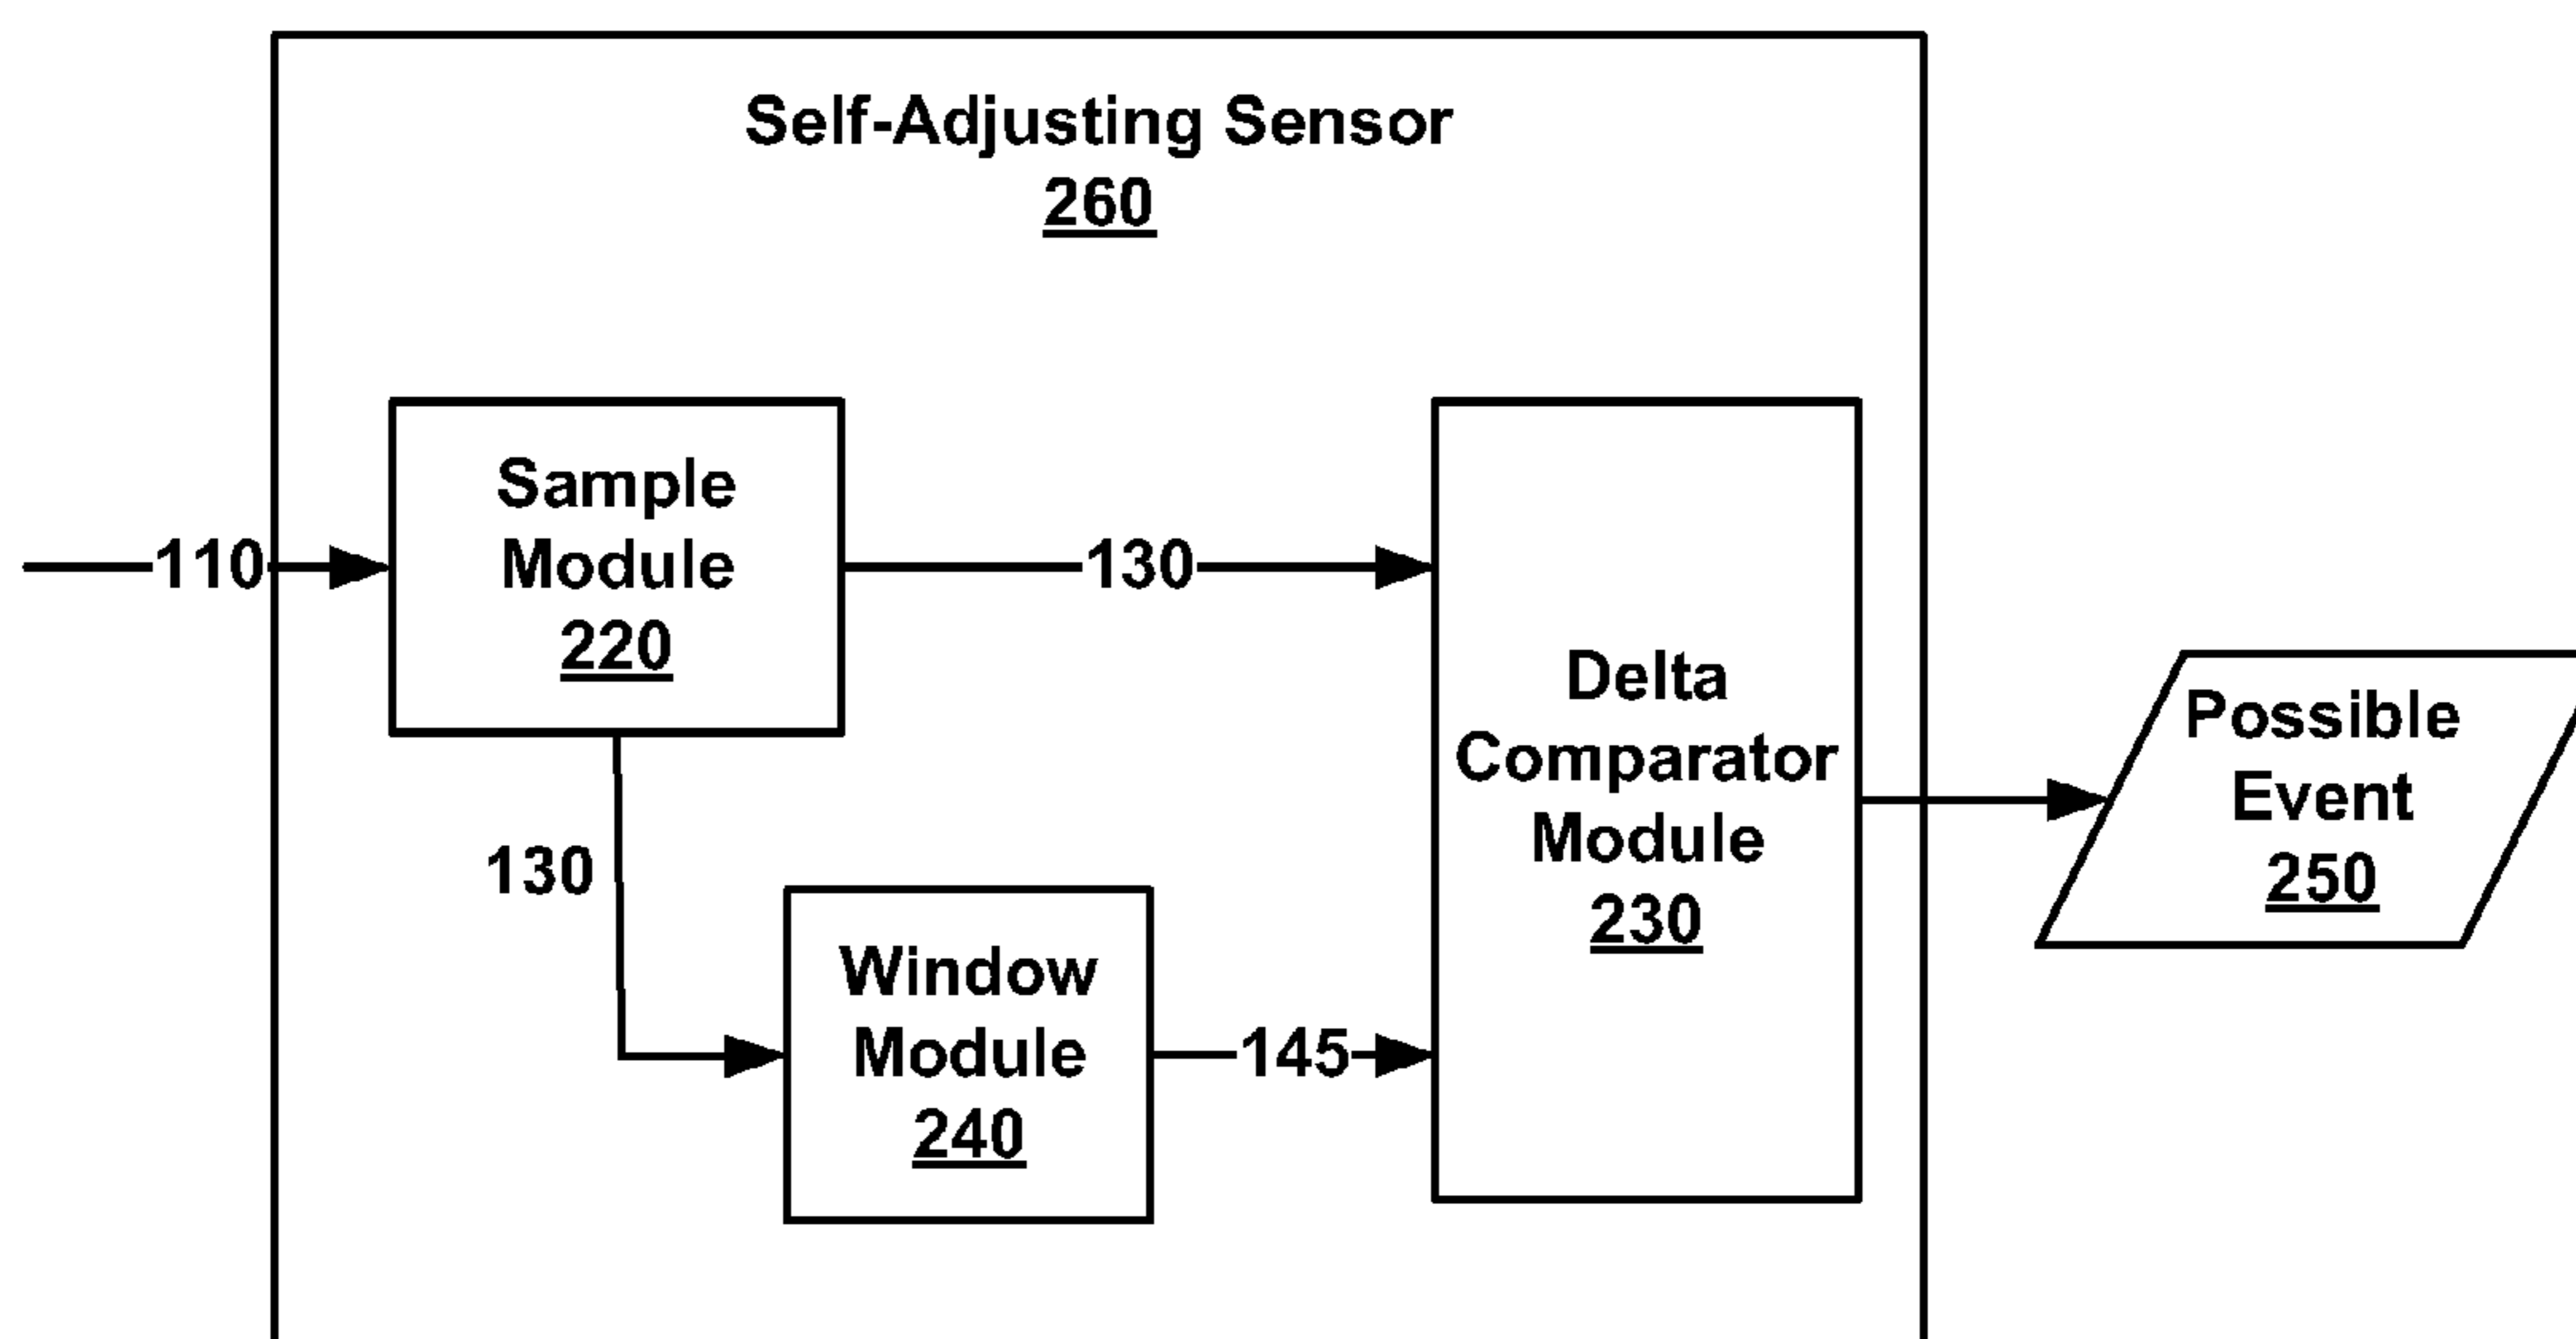 Self-Adjusting Sensor
260
110
Sample
Module
220
130
130
Window
Module
240
145
Delta
Comparator
Module
230
Possible
Event
250